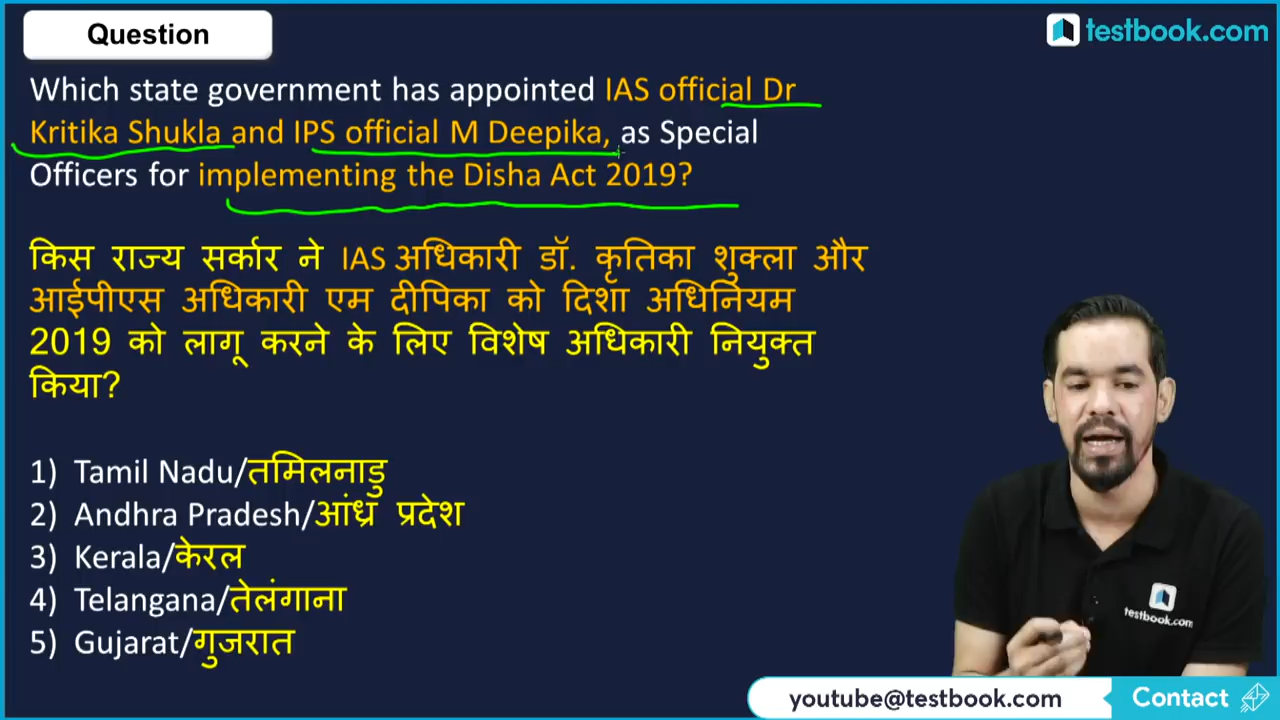 Question
testbook.com
Which state government has appointed IAS official Dr
Kritika Shukla and IPS official M Deepika, as Special
Officers for implementing the Disha Act 2019?
किस राज्य सर्कार ने IAS अधिकारी डॉ. कृतिका शुक्ला और
आईपीएस अधिकारी एम दीपिका को दिशा अधिनियम
2019 को लागू करने के लिए विशेष अधिकारी नियुक्त
किया?
1) Tamil Nadu/तमिलनाडु
2) Andhra Pradesh/आंध्र प्रदेश
3) Kerala/केरल
4) Telangana/तेलंगाना
5) Gujarat/गुजरात
testbook.com
youtube@testbook.com
Contact